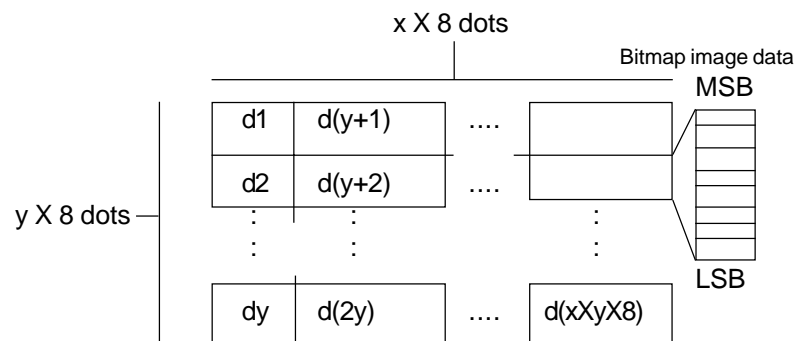 x X 8 dots
Bitmap image data
MSB
d1 d(y+1) ....
d2 d(y+2) ....
y X 8 dots
: : :
: : :
LSB
dy d(2y) .... d(xXyX8)